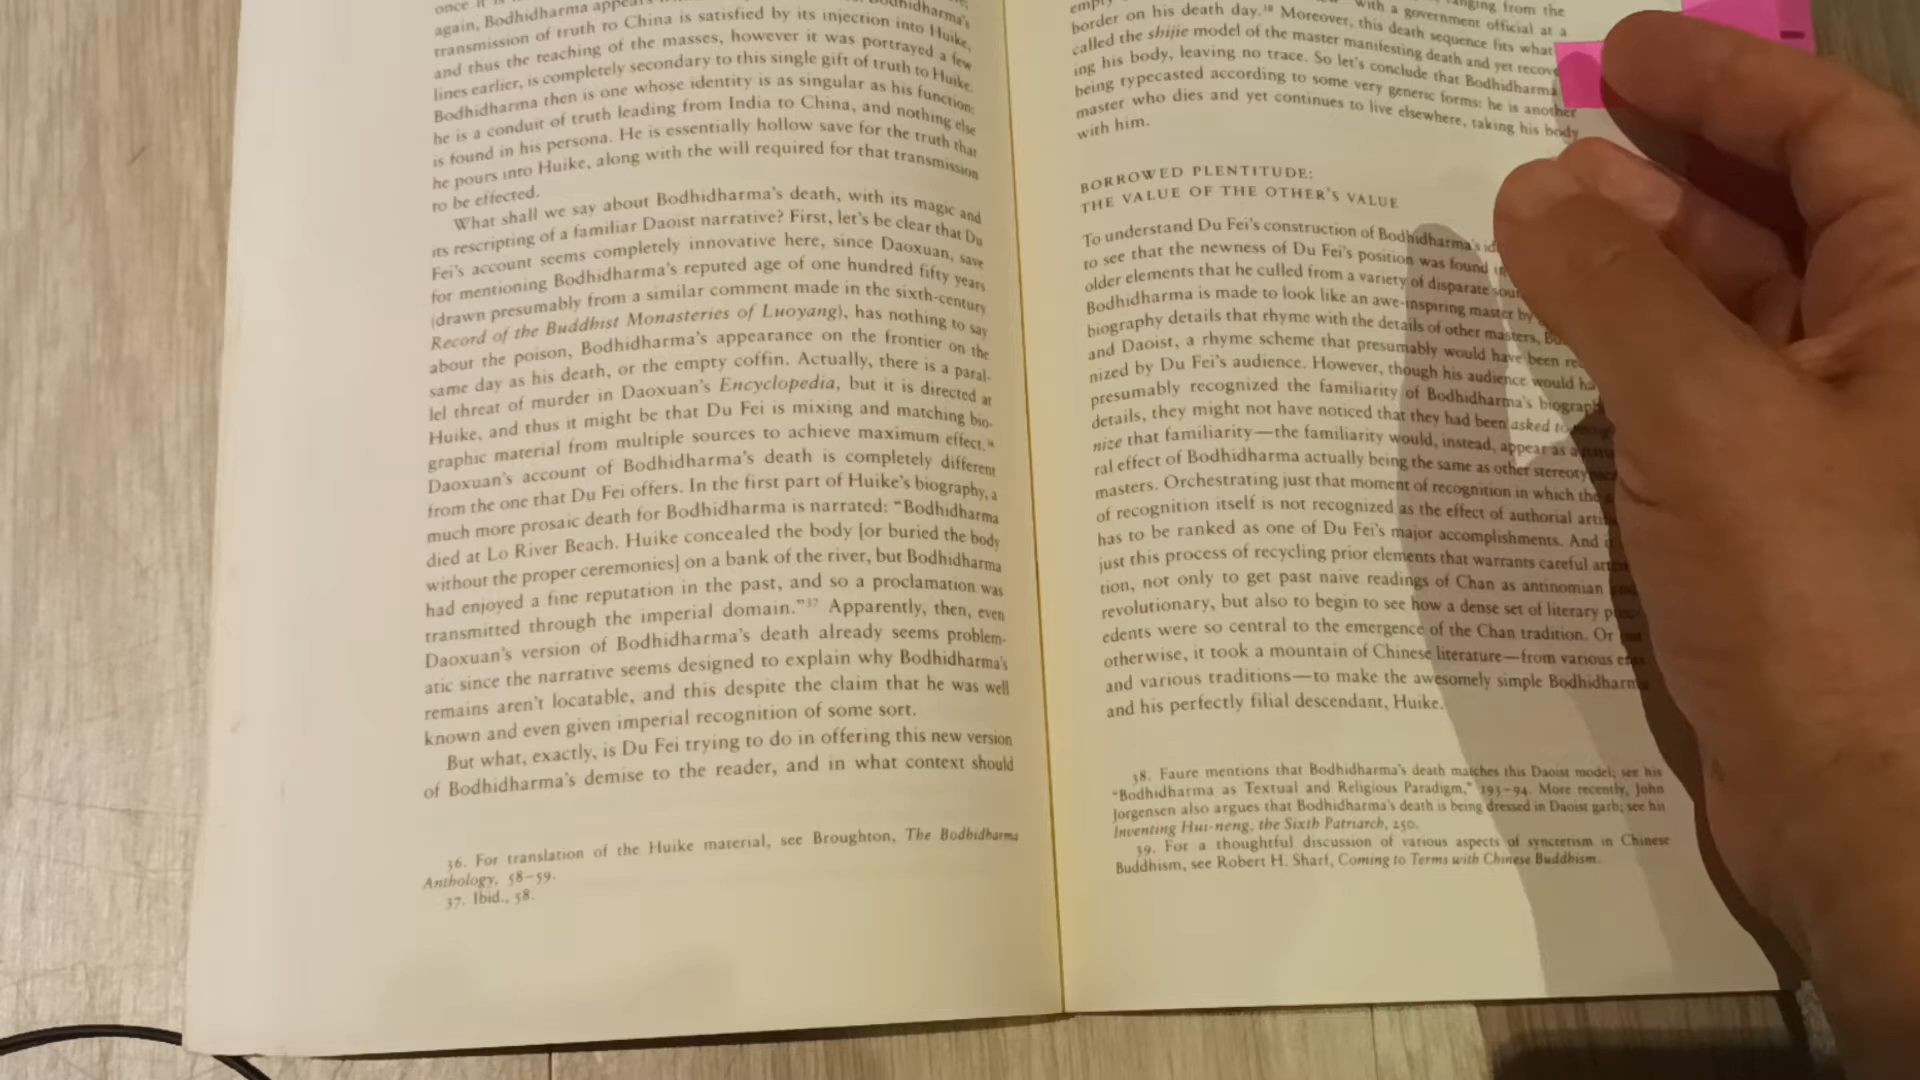 once it is
again, Bodhidharma appears Bodhidharma's
transmission of truth to China is satisfied by its injection into Huike,
and thus the teaching of the masses, however it was portrayed a few
lines earlier, is completely secondary to this single gift of truth to Huike.
Bodhidharma then is one whose identity is as singular as his function:
he is a conduit of truth leading from India to China, and nothing else
is found in his persona. He is essentially hollow save for the truth that
he pours into Huike, along with the will required for that transmission
to be effected.
What shall we say about Bodhidharma's death, with its magic and
its rescripting of a familiar Daoist narrative? First, let's be clear that Du
Fei's account seems completely innovative here, since Daoxuan, save
for mentioning Bodhidharma's reputed age of one hundred fifty years
(drawn presumably from a similar comment made in the sixth-century
Record of the Buddhist Monasteries of Luoyang), has nothing to say
about the poison, Bodhidharma's appearance on the frontier on the
same day as his death, or the empty coffin. Actually, there is a paral-
lel threat of murder in Daoxuan's Encyclopedia, but it is directed at
Huike, and thus it might be that Du Fei is mixing and matching bio-
graphic material from multiple sources to achieve maximum effect.36
Daoxuan's account of Bodhidharma's death is completely different
from the one that Du Fei offers. In the first part of Huike's biography, a
much more prosaic death for Bodhidharma is narrated: "Bodhidharma
died at Lo River Beach. Huike concealed the body [or buried the body
without the proper ceremonies] on a bank of the river, but Bodhidharma
had enjoyed a fine reputation in the past, and so a proclamation was
transmitted through the imperial domain."37 Apparently, then, even
Daoxuan's version of Bodhidharma's death already seems problem-
atic since the narrative seems designed to explain why Bodhidharma's
remains aren't locatable, and this despite the claim that he was well
known and even given imperial recognition of some sort.
But what, exactly, is Du Fei trying to do in offering this new version
of Bodhidharma's demise to the reader, and in what context should
36. For translation of the Huike material, see Broughton, The Bodhidharma
Anthology, 58–59.
37. Ibid., 58.
empty ranging from the
border on his death day.38 with a government official at a
called the shijie model of the master Moreover, this death sequence fits what
ing his body, leaving no trace. manifesting death and yet
being typecasted according to some So let's conclude that Bodhidharma
master who dies and yet continues to very generic forms: he is another
with him. live elsewhere, taking his body
BORROWED PLENTITUDE:
THE VALUE OF THE OTHER'S VALUE
To understand Du Fei's construction of Bodhidharma's
to see that the newness of Du Fei's position was found
older elements that he culled from a variety of disparate
Bodhidharma is made to look like an awe-inspiring master by
biography details that rhyme with the details of other masters,
and Daoist, a rhyme scheme that presumably would have been
nized by Du Fei's audience. However, though his audience would
presumably recognized the familiarity of Bodhidharma's
details, they might not have noticed that they had been asked to
nize that familiarity—the familiarity would, instead, appear as a
ral effect of Bodhidharma actually being the same as other
masters. Orchestrating just that moment of recognition in which the
of recognition itself is not recognized as the effect of authorial
has to be ranked as one of Du Fei's major accomplishments. And
just this process of recycling prior elements that warrants careful
tion, not only to get past naive readings of Chan as antinomian
revolutionary, but also to begin to see how a dense set of literary
edents were so central to the emergence of the Chan tradition. Or
otherwise, it took a mountain of Chinese literature—from various
and various traditions—to make the awesomely simple Bodhidharma
and his perfectly filial descendant, Huike.
38. Faure mentions that Bodhidharma's death matches this Daoist model; see his
"Bodhidharma as Textual and Religious Paradigm," 193–94. More recently, John
Jorgensen also argues that Bodhidharma's death is being dressed in Daoist garb; see his
Inventing Hui-neng, the Sixth Patriarch, 250.
39. For a thoughtful discussion of various aspects of syncretism in Chinese
Buddhism, see Robert H. Sharf, Coming to Terms with Chinese Buddhism.